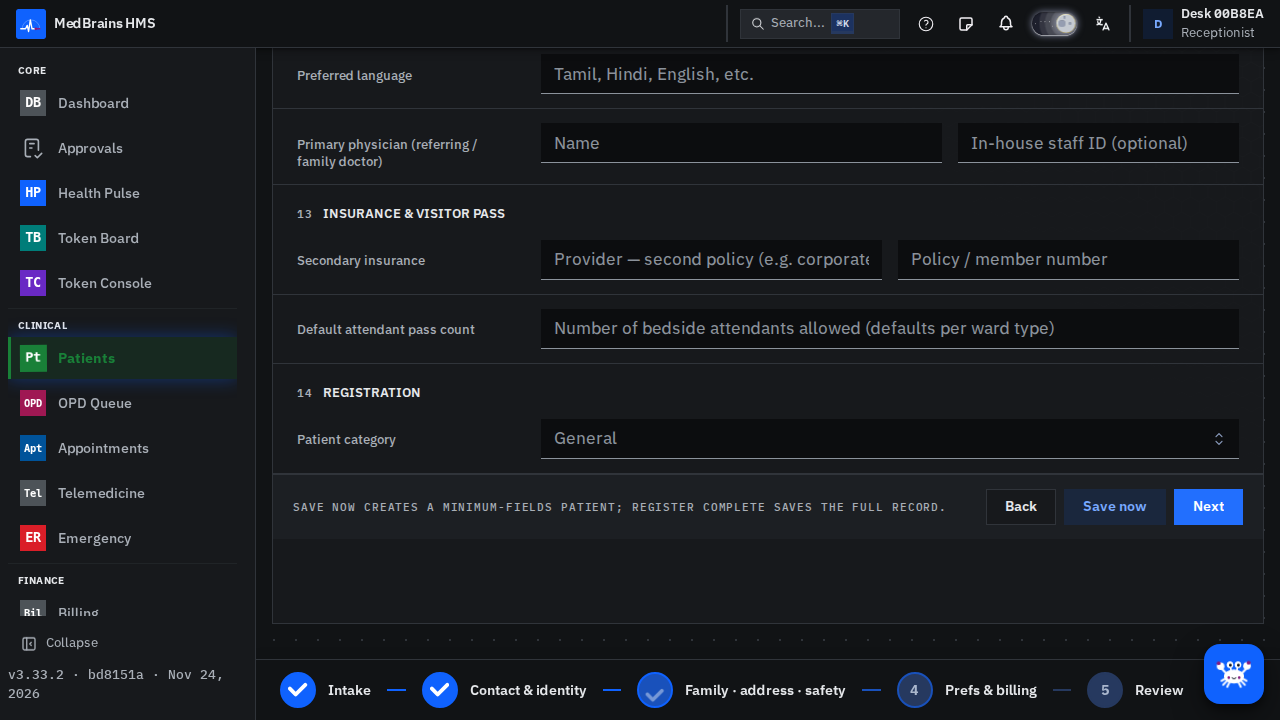 MedBrains HMS
Search... ⌘K
D
Desk 00B8EA
Receptionist
CORE
DB Dashboard
Approvals
HP Health Pulse
TB Token Board
TC Token Console
CLINICAL
Pt Patients
OPD OPD Queue
Apt Appointments
Tel Telemedicine
ER Emergency
FINANCE
Bil Billing
Collapse
v3.33.2 · bd8151a · Nov 24,
2026
Preferred language
Tamil, Hindi, English, etc.
Primary physician (referring /
family doctor)
Name
In-house staff ID (optional)
13 INSURANCE & VISITOR PASS
Secondary insurance
Provider — second policy (e.g. corporate
Policy / member number
Default attendant pass count
Number of bedside attendants allowed (defaults per ward type)
14 REGISTRATION
Patient category
General
SAVE NOW CREATES A MINIMUM-FIELDS PATIENT; REGISTER COMPLETE SAVES THE FULL RECORD.
Back
Save now
Next
Intake
Contact & identity
Family · address · safety
4 Prefs & billing
5 Review